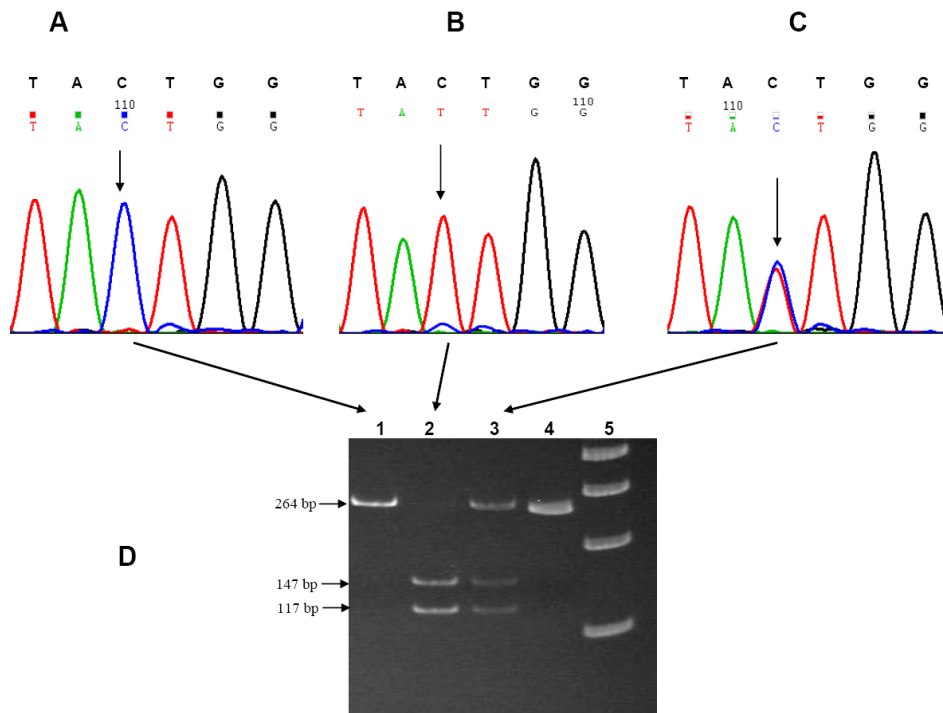 A B C
T A C T G G T A C T G G T A C T G G
110 110 110
T A C T G G T A T T G G T A C T G G
1 2 3 4 5
264 bp
D
147 bp
117 bp